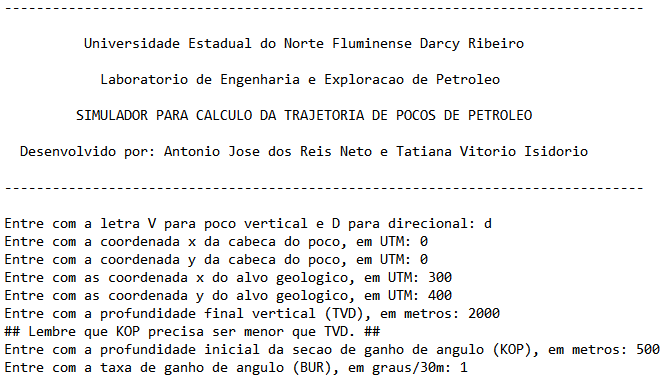 --------------------------------------------------------------------------------
Universidade Estadual do Norte Fluminense Darcy Ribeiro
Laboratorio de Engenharia e Exploracao de Petroleo
SIMULADOR PARA CALCULO DA TRAJETORIA DE POCOS DE PETROLEO
Desenvolvido por: Antonio Jose dos Reis Neto e Tatiana Vitorio Isidorio
--------------------------------------------------------------------------------
Entre com a letra V para poco vertical e D para direcional: d
Entre com a coordenada x da cabeca do poco, em UTM: 0
Entre com a coordenada y da cabeca do poco, em UTM: 0
Entre com as coordenada x do alvo geologico, em UTM: 300
Entre com as coordenada y do alvo geologico, em UTM: 400
Entre com a profundidade final vertical (TVD), em metros: 2000
## Lembre que KOP precisa ser menor que TVD. ##
Entre com a profundidade inicial da secao de ganho de angulo (KOP), em metros: 500
Entre com a taxa de ganho de angulo (BUR), em graus/30m: 1